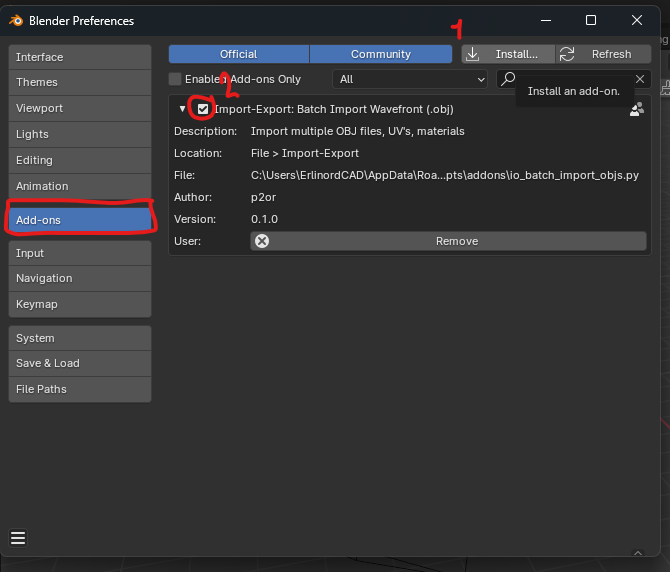 Blender Preferences
1
Interface
Themes
Viewport
Lights
Editing
Animation
Add-ons
Input
Navigation
Keymap
System
Save & Load
File Paths
Official Community Install... Refresh
Enabled Add-ons Only All
2
Install an add-on.
Import-Export: Batch Import Wavefront (.obj)
Description: Import multiple OBJ files, UV's, materials
Location: File > Import-Export
File: C:\Users\ErlinordCAD\AppData\Roa...pts\addons\io_batch_import_objs.py
Author: p2or
Version: 0.1.0
User: Remove